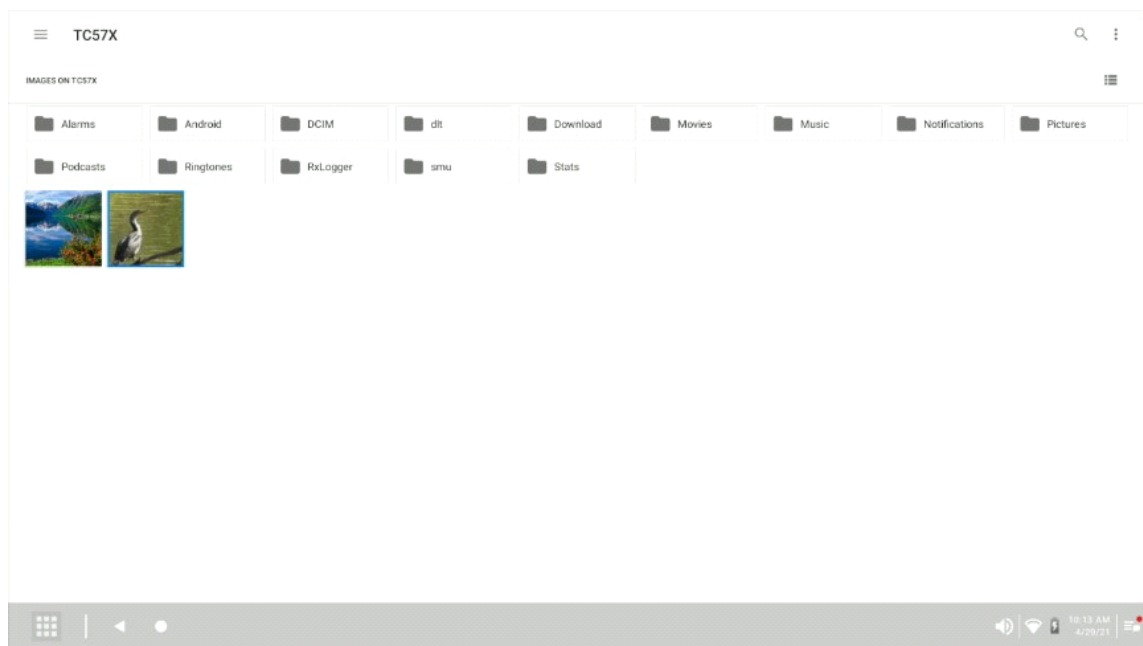 TC57X
IMAGES ON TC57X
Alarms Android DCIM dlt Download Movies Music Notifications Pictures
Podcasts Ringtones RxLogger smu Stats
10:13 AM
4/29/21